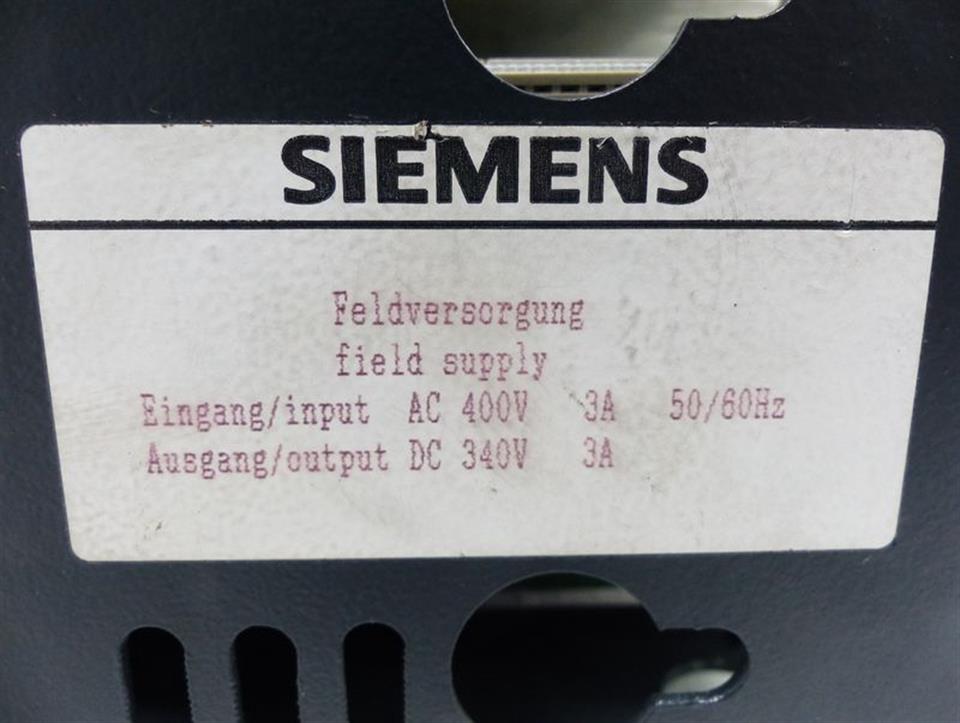 SIEMENS
Feldversorgung
field supply
Eingang/input AC 400V 3A 50/60Hz
Ausgang/output DC 340V 3A